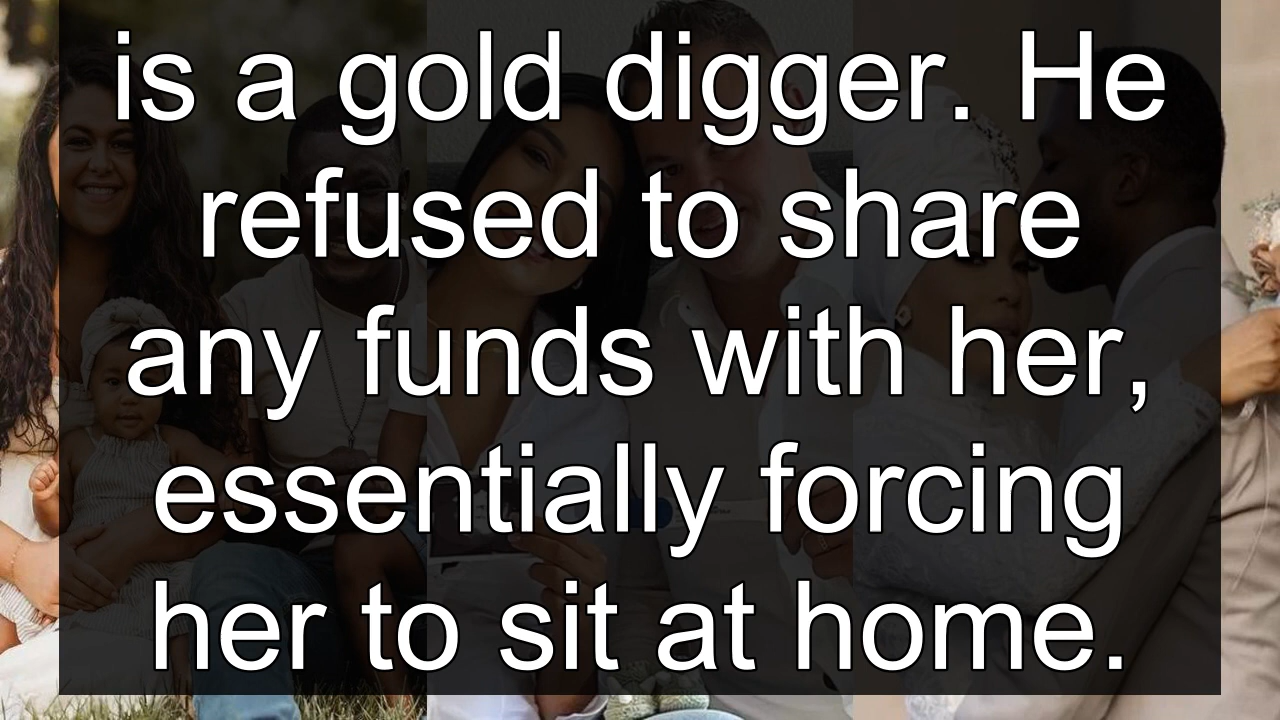 is a gold digger. He
refused to share
any funds with her,
essentially forcing
her to sit at home.